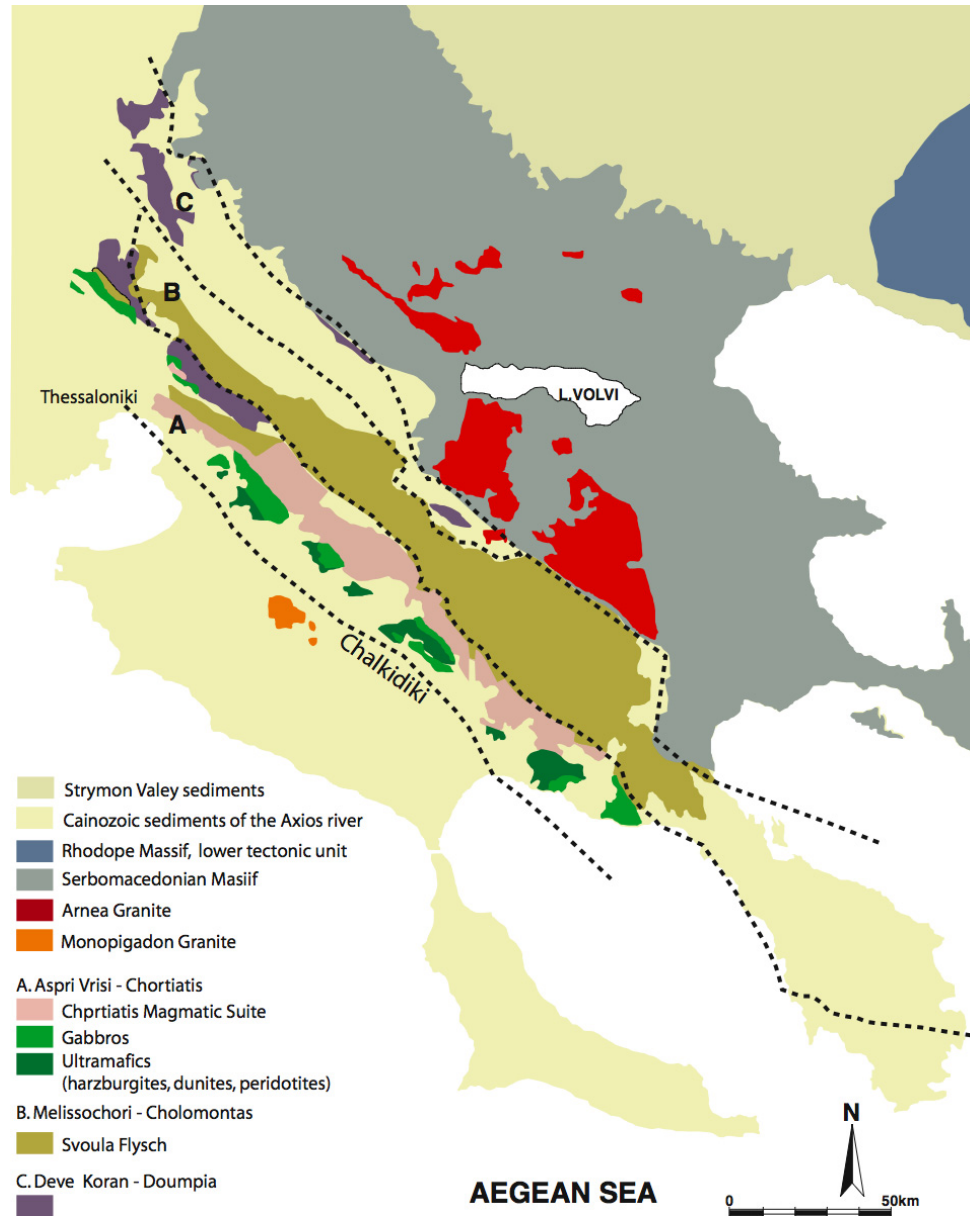 C
B
L.VOLVI
Thessaloniki
A
Chalkidiki
Strymon Valey sediments
Cainozoic sediments of the Axios river
Rhodope Massif, lower tectonic unit
Serbomacedonian Masiif
Arnea Granite
Monopigadon Granite
A. Aspri Vrisi - Chortiatis
Chprtiatis Magmatic Suite
Gabbros
Ultramafics
(harzburgites, dunites, peridotites)
B. Melissochori - Cholomontas
Svoula Flysch
C. Deve Koran - Doumpia
N
AEGEAN SEA
0 50km